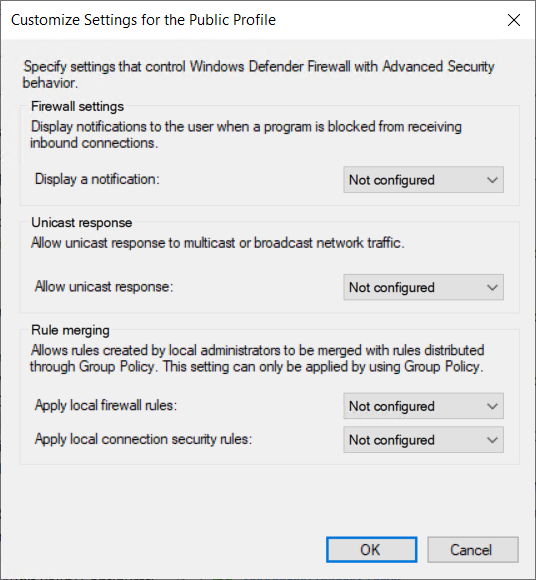 Customize Settings for the Public Profile
Specify settings that control Windows Defender Firewall with Advanced Security
behavior.
Firewall settings
Display notifications to the user when a program is blocked from receiving
inbound connections.
Display a notification: Not configured
Unicast response
Allow unicast response to multicast or broadcast network traffic.
Allow unicast response: Not configured
Rule merging
Allows rules created by local administrators to be merged with rules distributed
through Group Policy. This setting can only be applied by using Group Policy.
Apply local firewall rules: Not configured
Apply local connection security rules: Not configured
OK Cancel